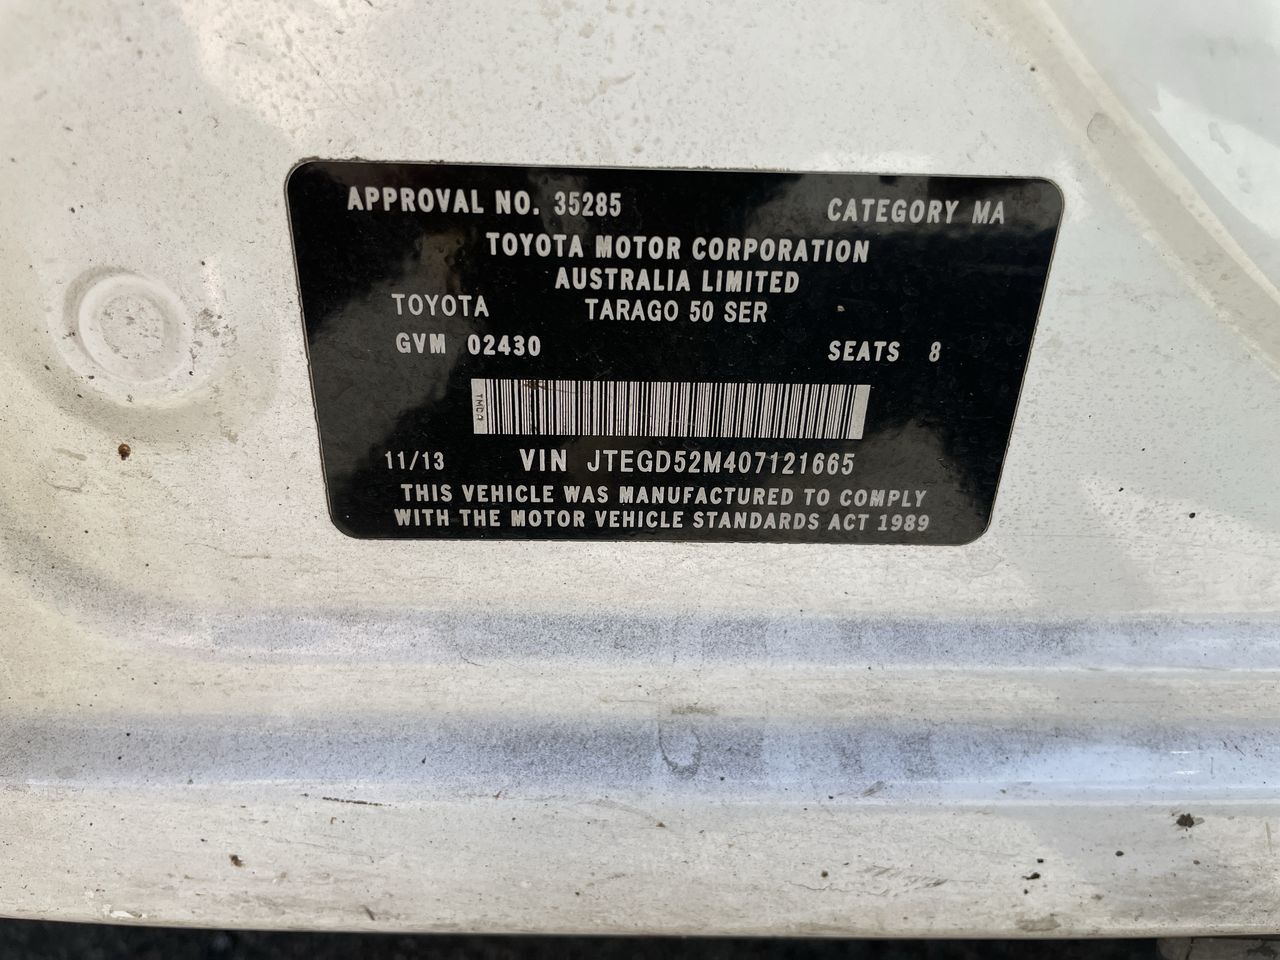 APPROVAL NO. 35285 CATEGORY MA
TOYOTA MOTOR CORPORATION
AUSTRALIA LIMITED
TOYOTA TARAGO 50 SER
GVM 02430 SEATS 8
TMCA
11/13 VIN JTEGD52M407121665
THIS VEHICLE WAS MANUFACTURED TO COMPLY
WITH THE MOTOR VEHICLE STANDARDS ACT 1989